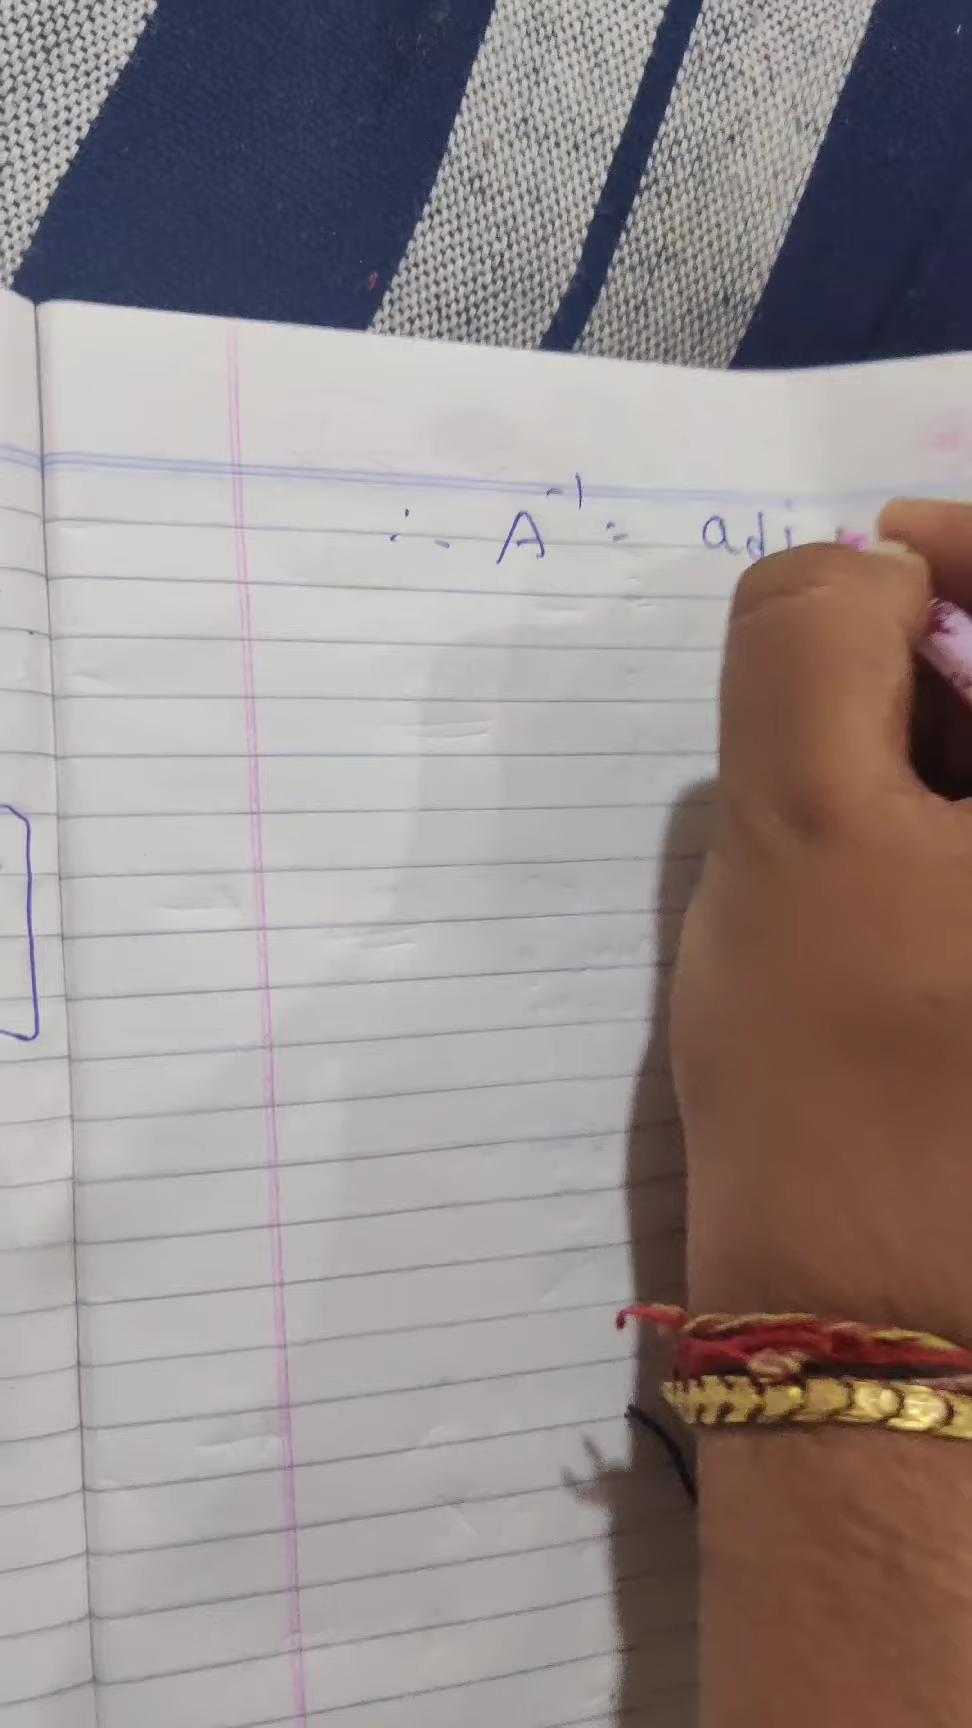 ∴ A⁻¹ = adj